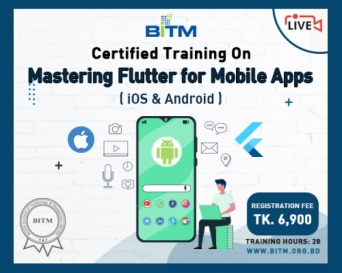 BITM
LIVE
Certified Training On
Mastering Flutter for Mobile Apps
( iOS & Android )
BITM
REGISTRATION FEE
TK. 6,900
TRAINING HOURS: 28
WWW.BITM.ORG.BD